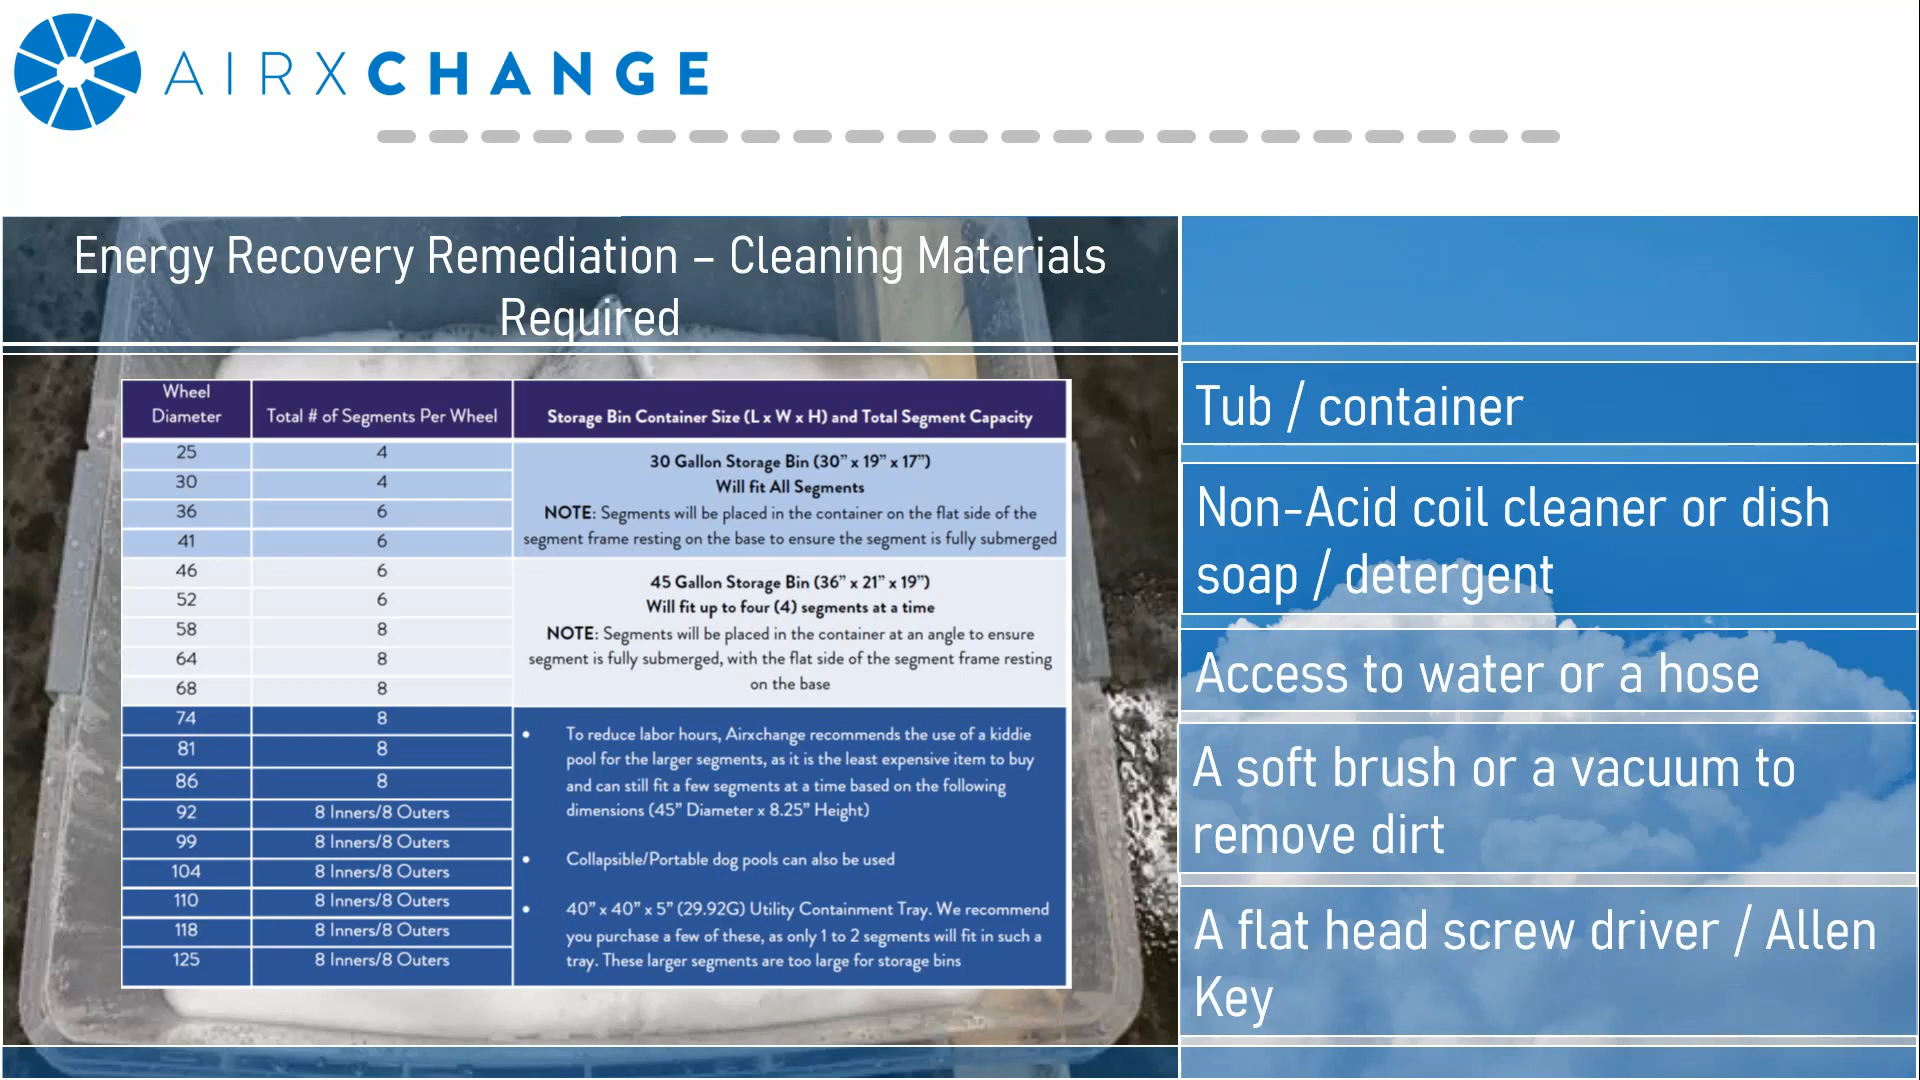 AIRXCHANGE
Energy Recovery Remediation – Cleaning Materials
Required
Wheel
Diameter
Total # of Segments Per Wheel
Storage Bin Container Size (L x W x H) and Total Segment Capacity
25 4
30 4
36 6
41 6
30 Gallon Storage Bin (30” x 19” x 17”)
Will fit All Segments
NOTE: Segments will be placed in the container on the flat side of the
segment frame resting on the base to ensure the segment is fully submerged
46 6
52 6
58 8
64 8
68 8
45 Gallon Storage Bin (36” x 21” x 19”)
Will fit up to four (4) segments at a time
NOTE: Segments will be placed in the container at an angle to ensure
segment is fully submerged, with the flat side of the segment frame resting
on the base
74 8
81 8
86 8
92 8 Inners/8 Outers
99 8 Inners/8 Outers
104 8 Inners/8 Outers
110 8 Inners/8 Outers
118 8 Inners/8 Outers
125 8 Inners/8 Outers
• To reduce labor hours, Airxchange recommends the use of a kiddie
pool for the larger segments, as it is the least expensive item to buy
and can still fit a few segments at a time based on the following
dimensions (45” Diameter x 8.25” Height)
• Collapsible/Portable dog pools can also be used
• 40” x 40” x 5” (29.92G) Utility Containment Tray. We recommend
you purchase a few of these, as only 1 to 2 segments will fit in such a
tray. These larger segments are too large for storage bins
Tub / container
Non-Acid coil cleaner or dish
soap / detergent
Access to water or a hose
A soft brush or a vacuum to
remove dirt
A flat head screw driver / Allen
Key